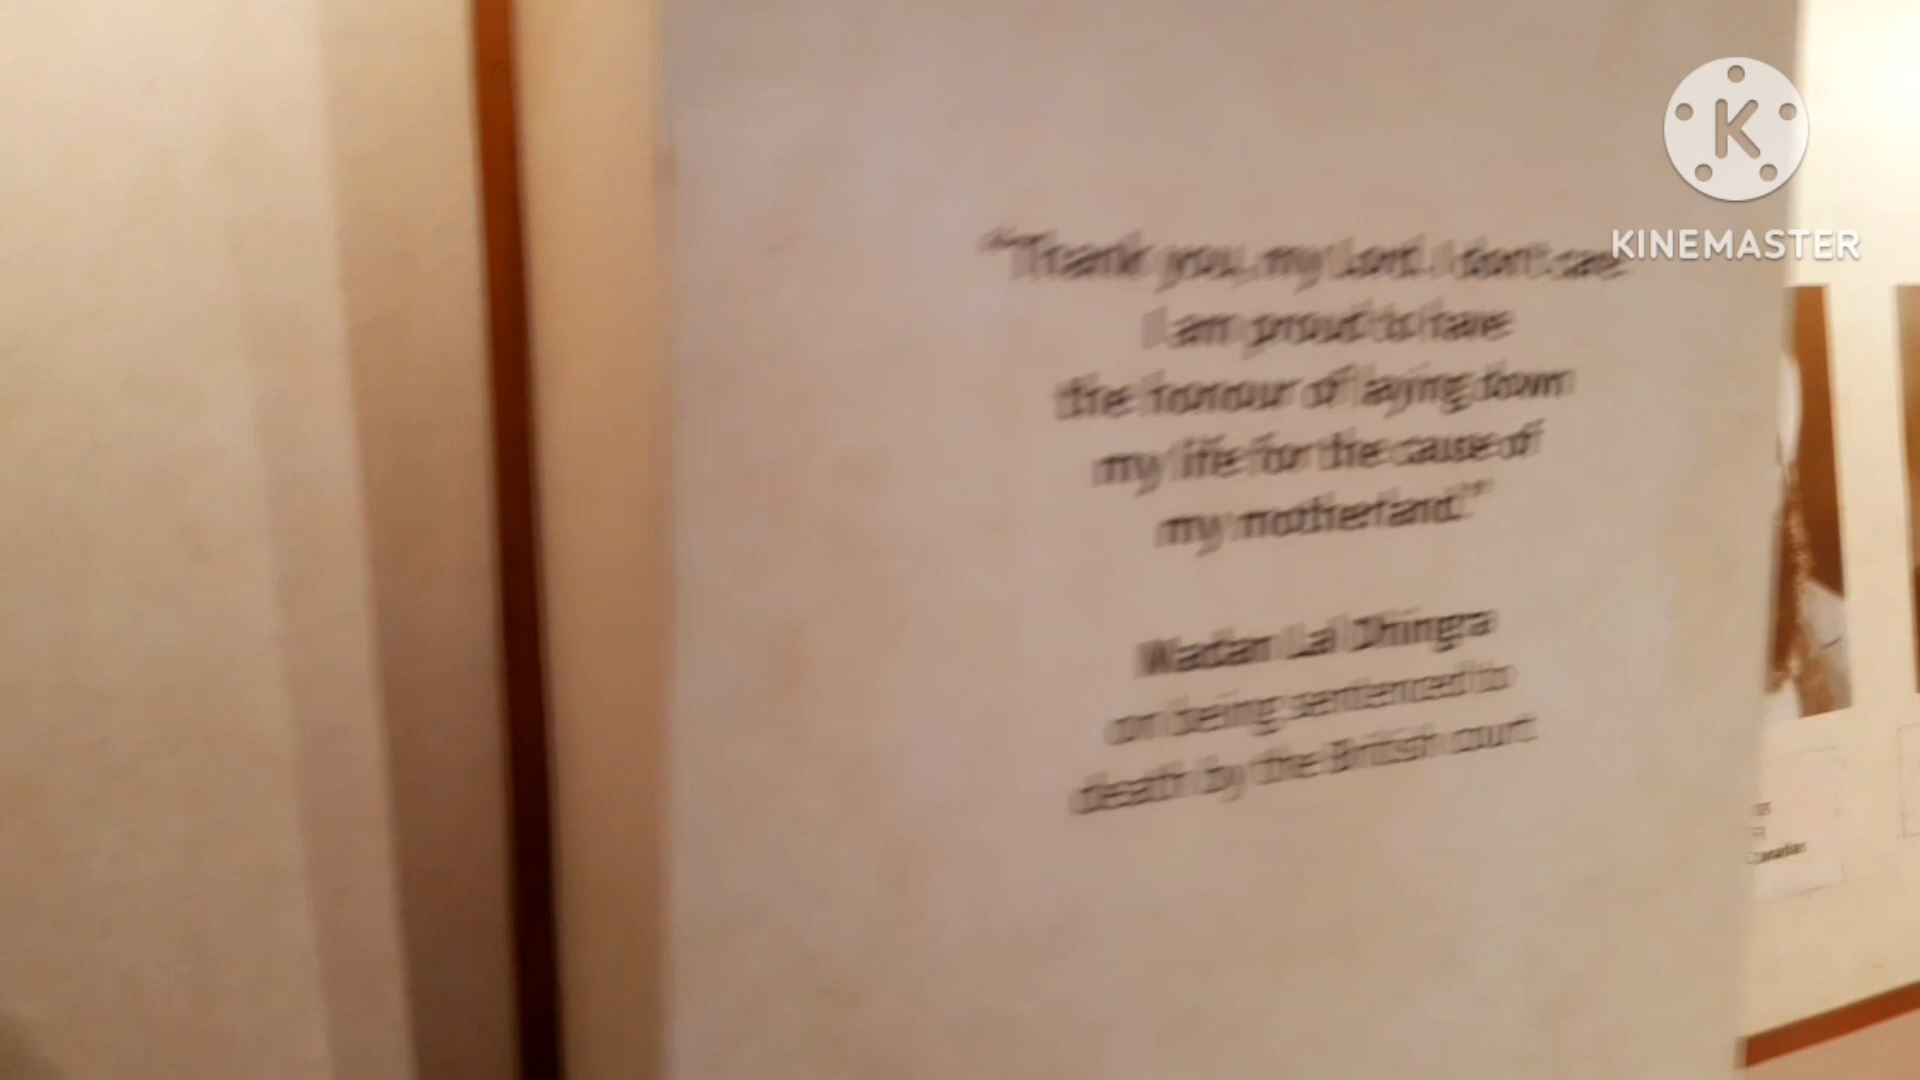 KINEMASTER
"Thank you, my Lord. I don't care
I am proud to have
the honour of laying down
my life for the cause of
my motherland."
Madan Lal Dhingra
on being sentenced to
death by the British court
Canadian